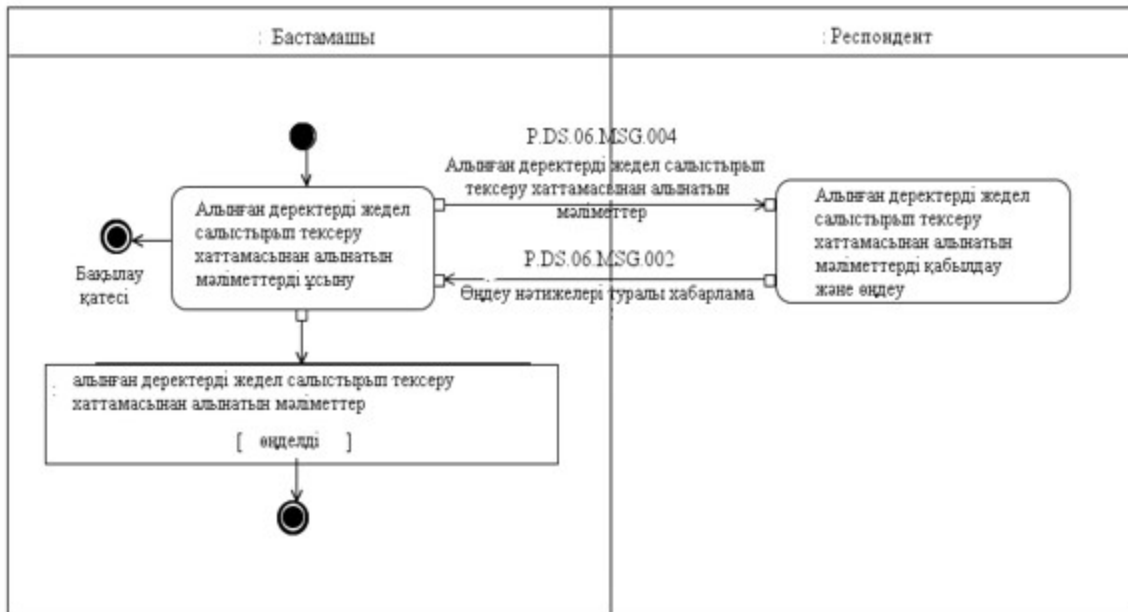 : Бастамашы
: Респондент
P.DS.06.MSG.004
Алынған деректерді жедел салыстырып
тексеру хаттамасынан алынатын
мәліметтер
Алынған деректерді жедел
салыстырып тексеру
хаттамасынан алынатын
мәліметтерді ұсыну
Алынған деректерді жедел
салыстырып тексеру
хаттамасынан алынатын
мәліметтерді қабылдау
және өңдеу
Бақылау
қатесі
P.DS.06.MSG.002
Өңдеу нәтижелері туралы хабарлама
: алынған деректерді жедел салыстырып тексеру
хаттамасынан алынатын мәліметтер
[ өңделді ]